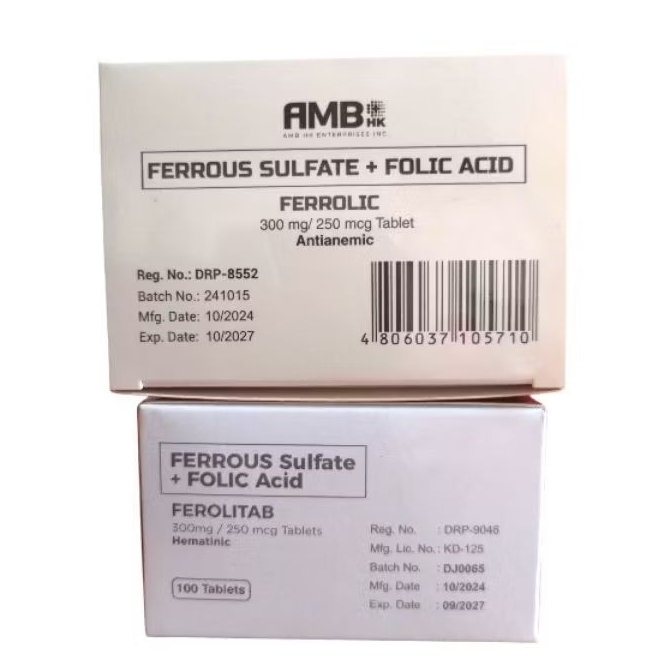 AMB HK
AMB HK ENTERPRISES INC.
FERROUS SULFATE + FOLIC ACID
FERROLIC
300 mg/ 250 mcg Tablet
Antianemic
Reg. No.: DRP-8552
Batch No.: 241015
Mfg. Date: 10/2024
Exp. Date: 10/2027
4 806037 105710
FERROUS Sulfate
+ FOLIC Acid
FEROLITAB
300mg / 250 mcg Tablets
Hematinic
100 Tablets
Reg. No. : DRP-9046
Mfg. Lic. No.: KD-125
Batch No. : DJ0065
Mfg. Date : 10/2024
Exp. Date : 09/2027